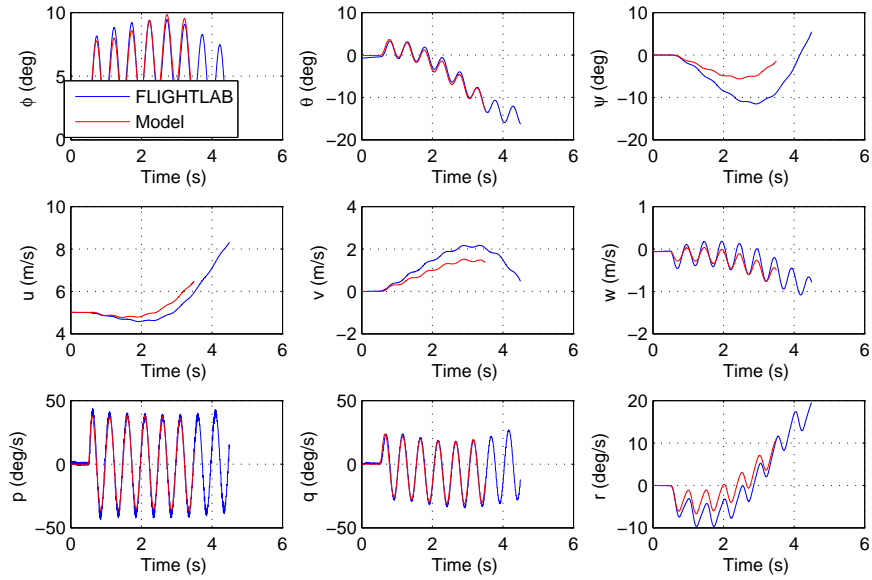 10
5
0
0 2 4 6
φ (deg)
Time (s)
FLIGHTLAB
Model
10
0
−10
−20
0 2 4 6
θ (deg)
Time (s)
10
0
−10
−20
0 2 4 6
ψ (deg)
Time (s)
10
8
6
4
0 2 4 6
u (m/s)
Time (s)
4
2
0
−2
0 2 4 6
v (m/s)
Time (s)
1
0
−1
−2
0 2 4 6
w (m/s)
Time (s)
50
0
−50
0 2 4 6
p (deg/s)
Time (s)
50
0
−50
0 2 4 6
q (deg/s)
Time (s)
20
10
0
−10
0 2 4 6
r (deg/s)
Time (s)